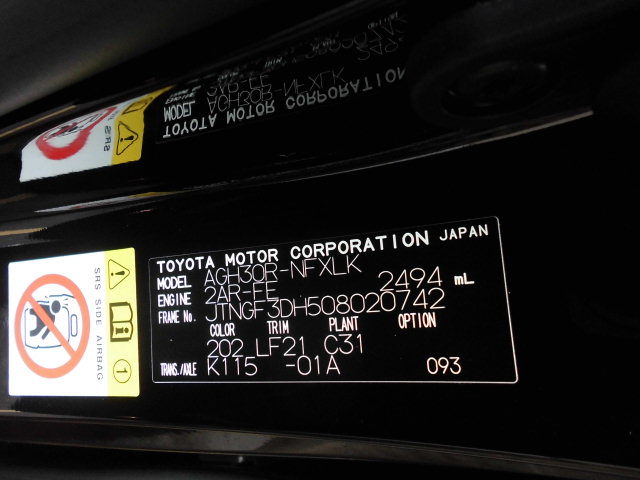 TOYOTA MOTOR CORPORATION JAPAN
MODEL AGH30R-NFXLK
ENGINE 2AR-FE 2494 mL
FRAME No. JTNGF3DH508020742
COLOR TRIM PLANT OPTION
202 LF21 C31
TRANS./AXLE K115 -01A 093
SRS SIDE AIRBAG
1
MODEL AGH30R-NFXLK
TOYOTA MOTOR CORPORATION